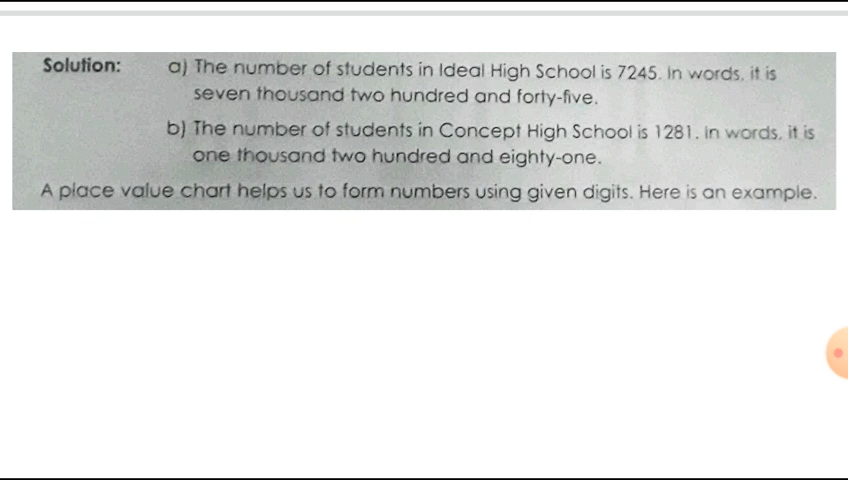 Solution: a) The number of students in Ideal High School is 7245. In words, it is
seven thousand two hundred and forty-five.
b) The number of students in Concept High School is 1281. In words, it is
one thousand two hundred and eighty-one.
A place value chart helps us to form numbers using given digits. Here is an example.